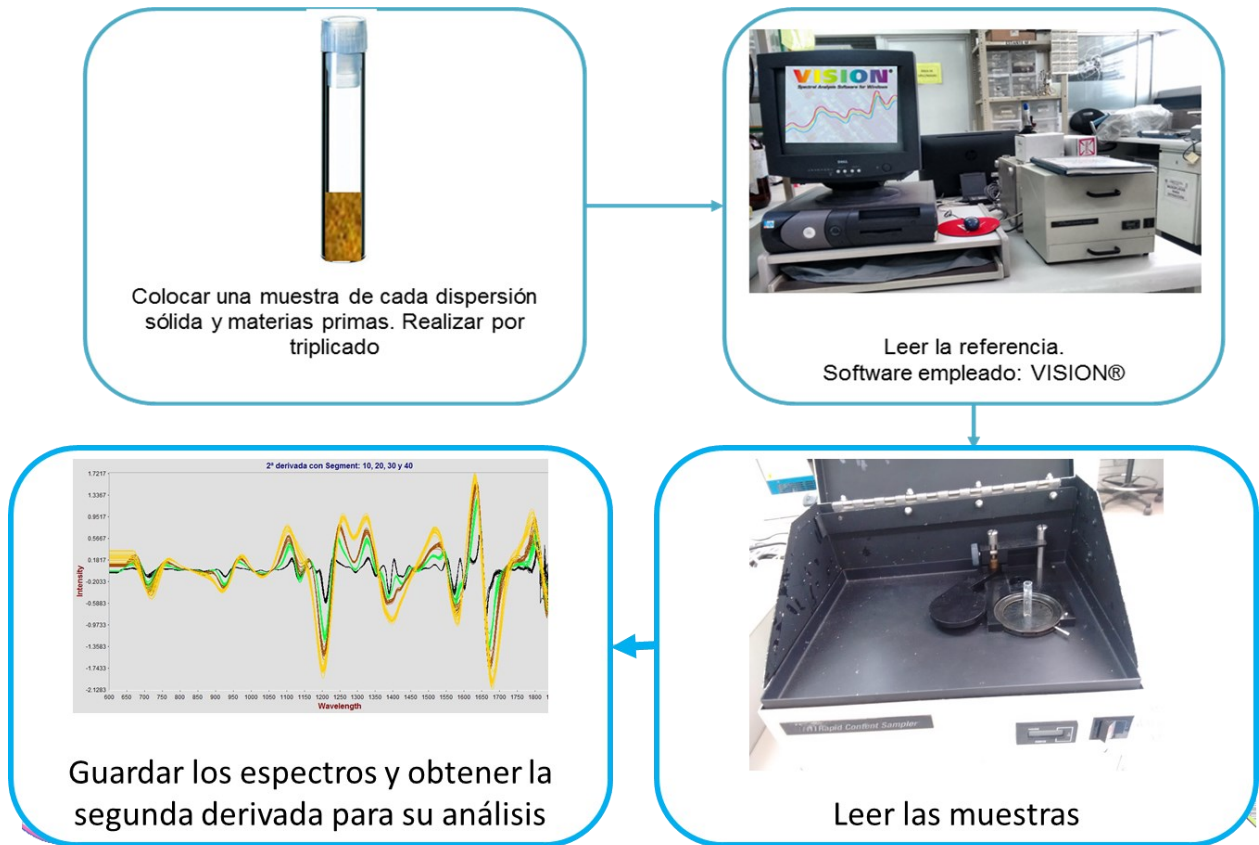 Colocar una muestra de cada dispersión
sólida y materias primas. Realizar por
triplicado
VISION®
Spectral Analysis Software for Windows
DELL
Leer la referencia.
Software empleado: VISION®
Rapid Content Sampler
Leer las muestras
2ª derivada con Segment: 10, 20, 30 y 40
Intensity
1.7217
1.3367
0.9517
0.5667
0.1817
-0.2033
-0.5883
-0.9733
-1.3583
-1.7433
-2.1283
600 650 700 750 800 850 900 950 1000 1050 1100 1150 1200 1250 1300 1350 1400 1450 1500 1550 1600 1650 1700 1750 1800
Wavelength
Guardar los espectros y obtener la
segunda derivada para su análisis